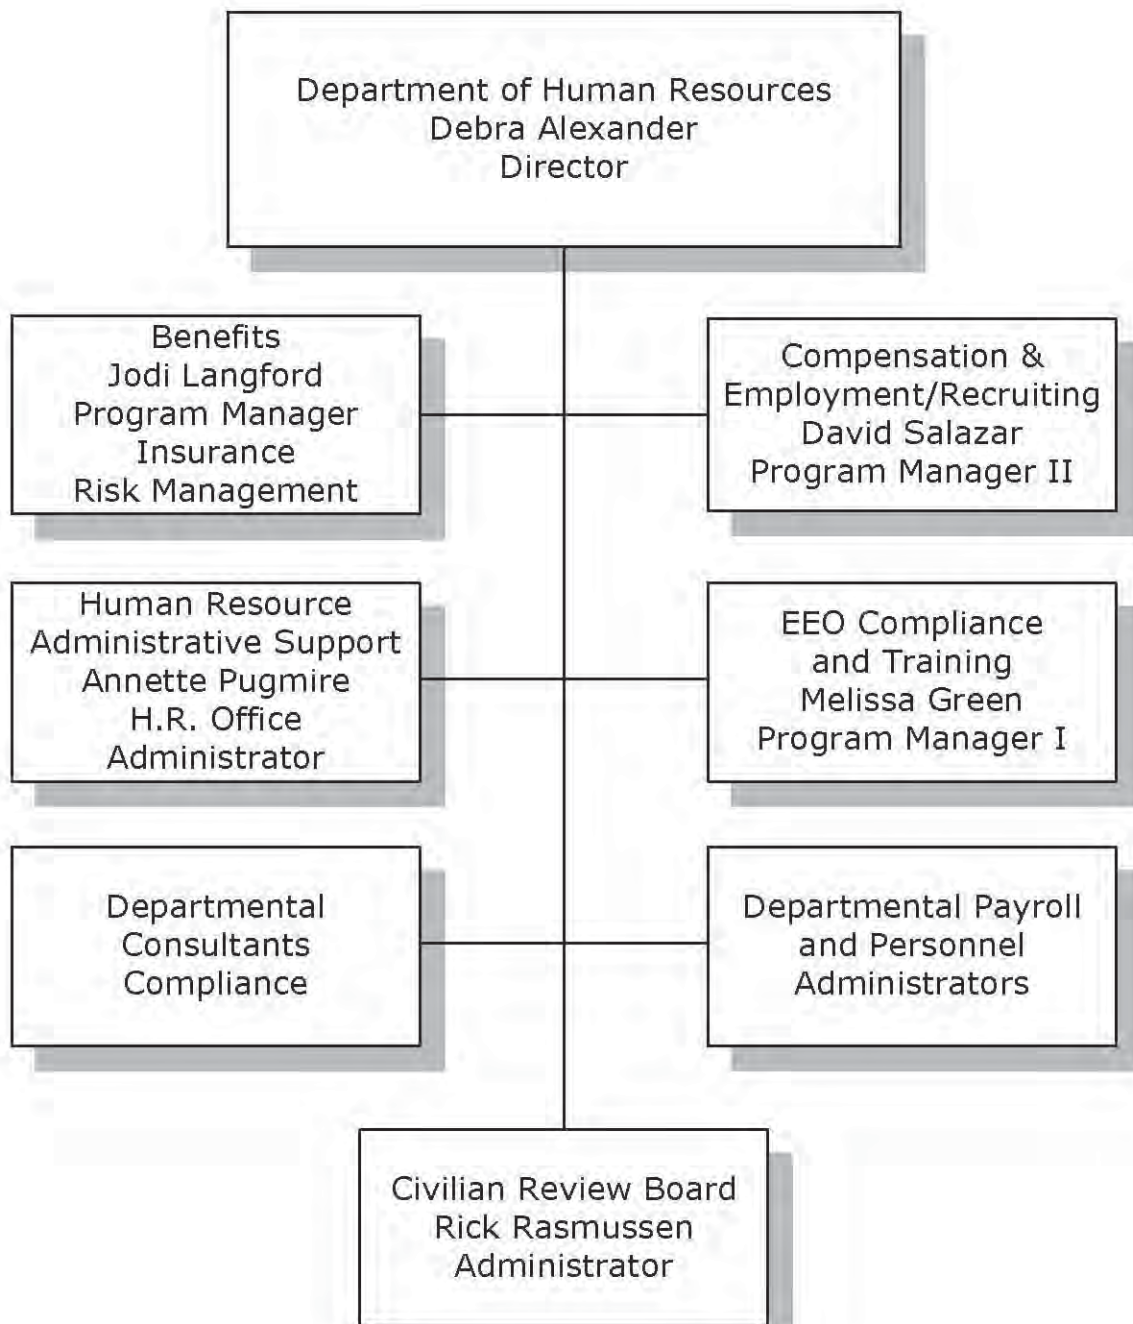 Department of Human Resources
Debra Alexander
Director
Benefits
Jodi Langford
Program Manager
Insurance
Risk Management
Compensation &
Employment/Recruiting
David Salazar
Program Manager II
Human Resource
Administrative Support
Annette Pugmire
H.R. Office
Administrator
EEO Compliance
and Training
Melissa Green
Program Manager I
Departmental
Consultants
Compliance
Departmental Payroll
and Personnel
Administrators
Civilian Review Board
Rick Rasmussen
Administrator